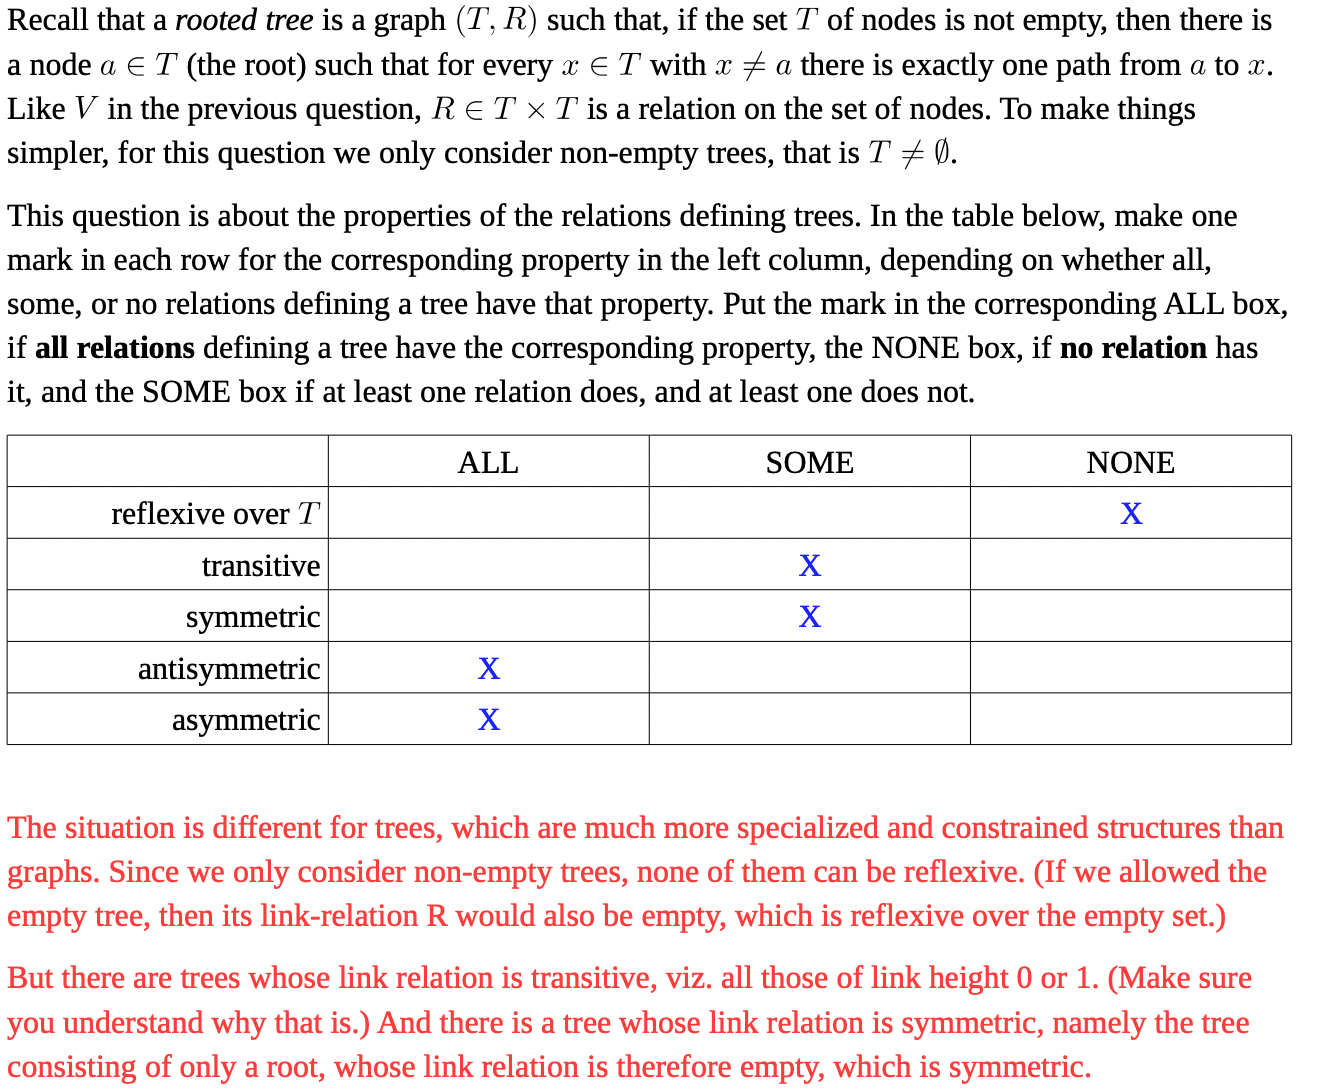 Recall that a rooted tree is a graph (T, R) such that, if the set T of nodes is not empty, then there is
a node a ∈ T (the root) such that for every x ∈ T with x ≠ a there is exactly one path from a to x.
Like V in the previous question, R ∈ T × T is a relation on the set of nodes. To make things
simpler, for this question we only consider non-empty trees, that is T ≠ ∅.
This question is about the properties of the relations defining trees. In the table below, make one
mark in each row for the corresponding property in the left column, depending on whether all,
some, or no relations defining a tree have that property. Put the mark in the corresponding ALL box,
if all relations defining a tree have the corresponding property, the NONE box, if no relation has
it, and the SOME box if at least one relation does, and at least one does not.
ALL SOME NONE
reflexive over T X
transitive X
symmetric X
antisymmetric X
asymmetric X
The situation is different for trees, which are much more specialized and constrained structures than
graphs. Since we only consider non-empty trees, none of them can be reflexive. (If we allowed the
empty tree, then its link-relation R would also be empty, which is reflexive over the empty set.)
But there are trees whose link relation is transitive, viz. all those of link height 0 or 1. (Make sure
you understand why that is.) And there is a tree whose link relation is symmetric, namely the tree
consisting of only a root, whose link relation is therefore empty, which is symmetric.